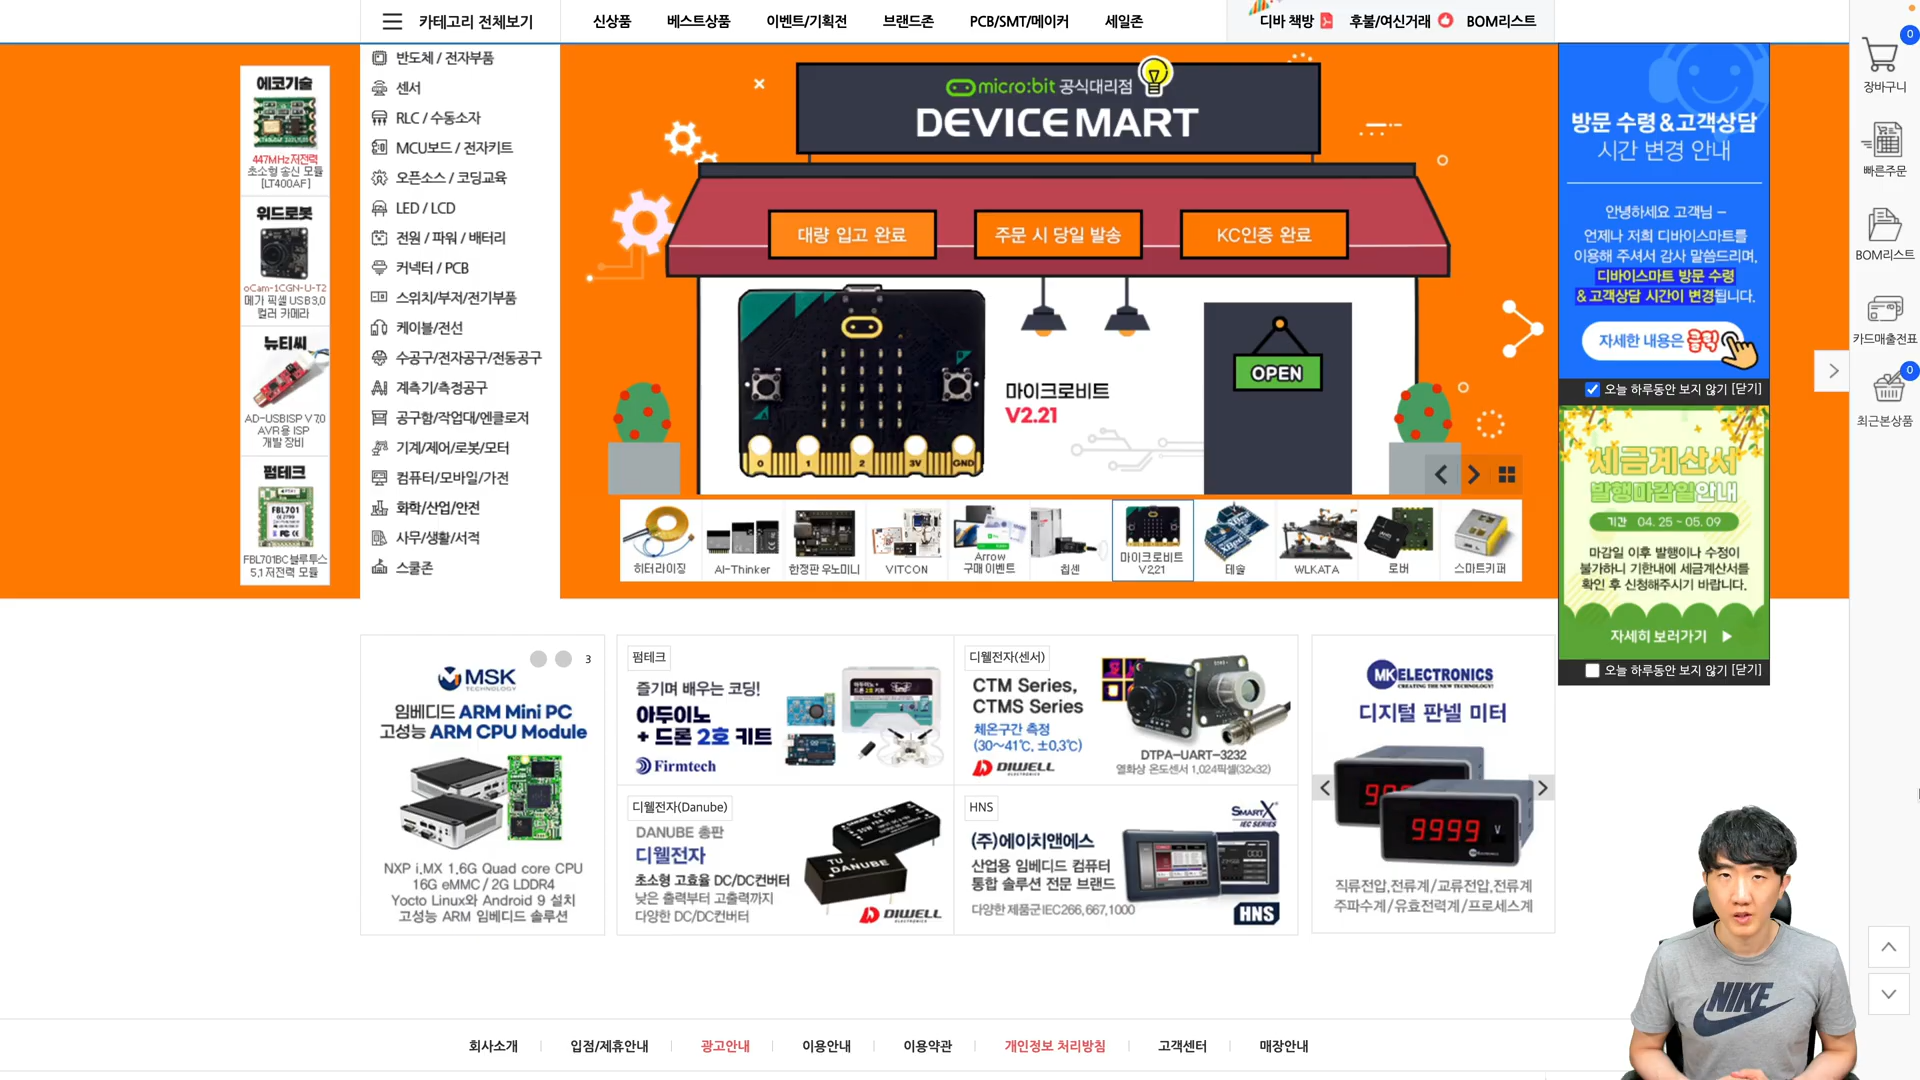 카테고리 전체보기
신상품
베스트상품
이벤트/기획전
브랜드존
PCB/SMT/메이커
세일존
디바 책방
후불/여신거래
BOM리스트
0
장바구니
빠른주문
BOM리스트
카드매출전표
0
최근본상품
에코기술
447MHz 저전력
초소형 송신 모듈
[LT400AF]
위드로봇
oCam-1CGN-U-T2
메가 픽셀 USB3.0
컬러 카메라
뉴티씨
AD-USBISP V7.0
AVR용 ISP
개발 장비
펌테크
FBL701
FBL701BC 블루투스
5.1 저전력 모듈
반도체 / 전자부품
센서
RLC / 수동소자
MCU보드 / 전자키트
오픈소스 / 코딩교육
LED / LCD
전원 / 파워 / 배터리
커넥터 / PCB
스위치/부저/전기부품
케이블/전선
수공구/전자공구/전동공구
계측기/측정공구
공구함/작업대/엔클로저
기계/제어/로봇/모터
컴퓨터/모바일/가전
화학/산업/안전
사무/생활/서적
스쿨존
micro:bit 공식대리점
DEVICEMART
대량 입고 완료
주문 시 당일 발송
KC인증 완료
마이크로비트
V2.21
OPEN
0 1 2 3V GND
히터라이징
AI-Thinker
한정판 우노미니
VITCON
Arrow
구매 이벤트
칩센
마이크로비트
V2.21
테솔
WLKATA
로버
스마트키퍼
방문 수령&고객상담
시간 변경 안내
안녕하세요 고객님 –
언제나 저희 디바이스마트를
이용해 주셔서 감사 말씀드리며,
디바이스마트 방문 수령
& 고객상담 시간이 변경됩니다.
자세한 내용은 클릭
오늘 하루동안 보지 않기 [닫기]
세금계산서
발행마감일안내
기간 04.25 ~ 05.09
마감일 이후 발행이나 수정이
불가하니 기한내에 세금계산서를
확인 후 신청해주시기 바랍니다.
자세히 보러가기 ▶
오늘 하루동안 보지 않기 [닫기]
3
MSK
TECHNOLOGY
임베디드 ARM Mini PC
고성능 ARM CPU Module
NXP i.MX 1.6G Quad core CPU
16G eMMC / 2G LDDR4
Yocto Linux와 Android 9 설치
고성능 ARM 임베디드 솔루션
펌테크
즐기며 배우는 코딩!
아두이노
+ 드론 2호 키트
Firmtech
디웰전자(센서)
CTM Series,
CTMS Series
체온구간 측정
(30~41℃, ±0.3℃)
DIWELL
ELECTRONICS
DTPA-UART-3232
열화상 온도센서 1,024픽셀(32x32)
디웰전자(Danube)
DANUBE 총판
디웰전자
초소형 고효율 DC/DC컨버터
낮은 출력부터 고출력까지
다양한 DC/DC컨버터
DANUBE
DIWELL
ELECTRONICS
HNS
SmartX
IEC SERIES
(주)에이치앤에스
산업용 임베디드 컴퓨터
통합 솔루션 전문 브랜드
다양한 제품군 IEC266,667,1000
HNS
MK ELECTRONICS
CREATING THE NEW TECHNOLOGY!
디지털 판넬 미터
9999 V
직류전압,전류계/교류전압,전류계
주파수계/유효전력계/프로세스계
NIKE
회사소개
입점/제휴안내
광고안내
이용안내
이용약관
개인정보 처리방침
고객센터
매장안내